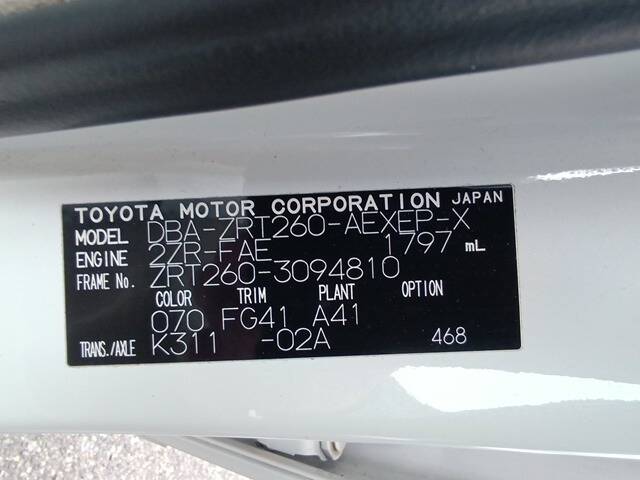 TOYOTA MOTOR CORPORATION JAPAN
MODEL DBA-ZRT260-AEXEP-X
ENGINE 2ZR-FAE 1797 mL
FRAME No. ZRT260-3094810
COLOR TRIM PLANT OPTION
070 FG41 A41
TRANS./AXLE K311 -02A 468